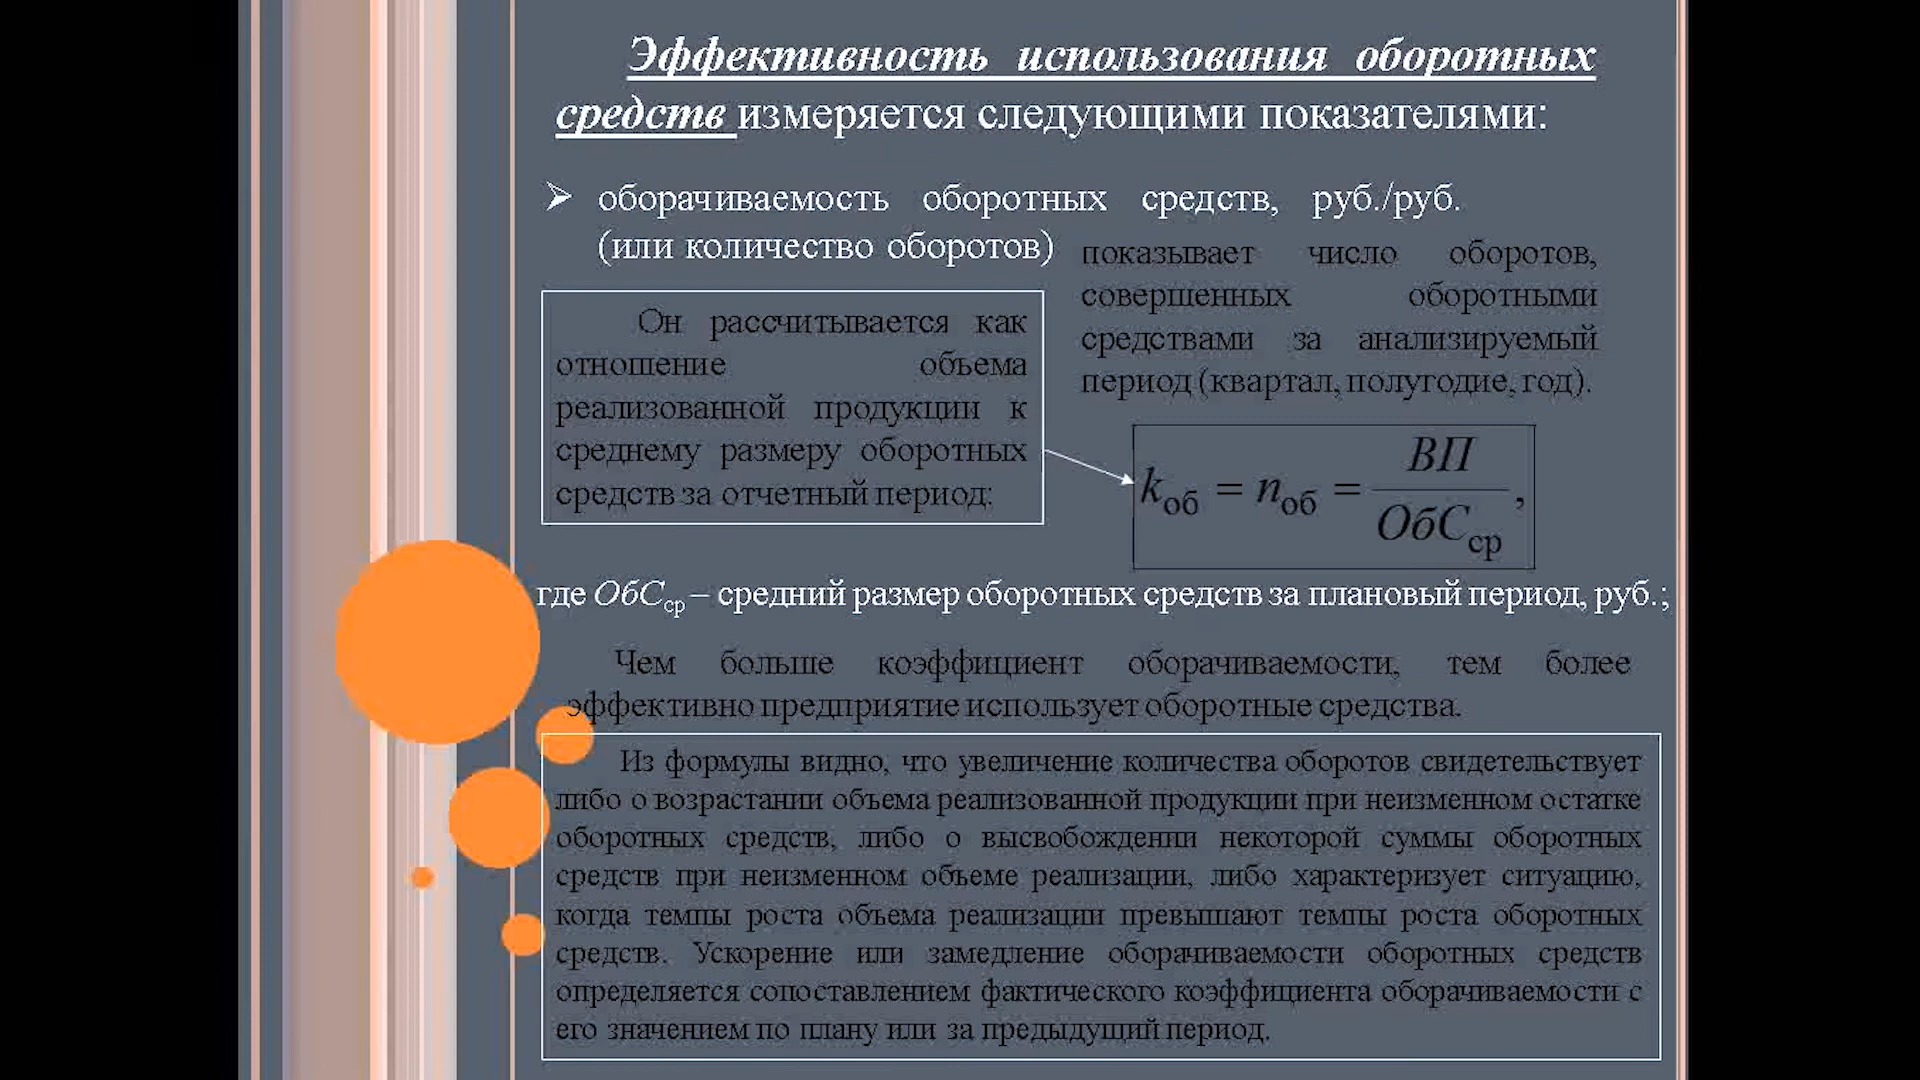 Эффективность использования оборотных
средств измеряется следующими показателями:
➢ оборачиваемость оборотных средств, руб./руб.
(или количество оборотов)
показывает число оборотов,
совершенных оборотными
средствами за анализируемый
период (квартал, полугодие, год).
Он рассчитывается как
отношение объема
реализованной продукции к
среднему размеру оборотных
средств за отчетный период:
kоб = nоб = ВП / ОбСср ,
где ОбСср – средний размер оборотных средств за плановый период, руб.;
Чем больше коэффициент оборачиваемости, тем более
эффективно предприятие использует оборотные средства.
Из формулы видно, что увеличение количества оборотов свидетельствует
либо о возрастании объема реализованной продукции при неизменном остатке
оборотных средств, либо о высвобождении некоторой суммы оборотных
средств при неизменном объеме реализации, либо характеризует ситуацию,
когда темпы роста объема реализации превышают темпы роста оборотных
средств. Ускорение или замедление оборачиваемости оборотных средств
определяется сопоставлением фактического коэффициента оборачиваемости с
его значением по плану или за предыдущий период.